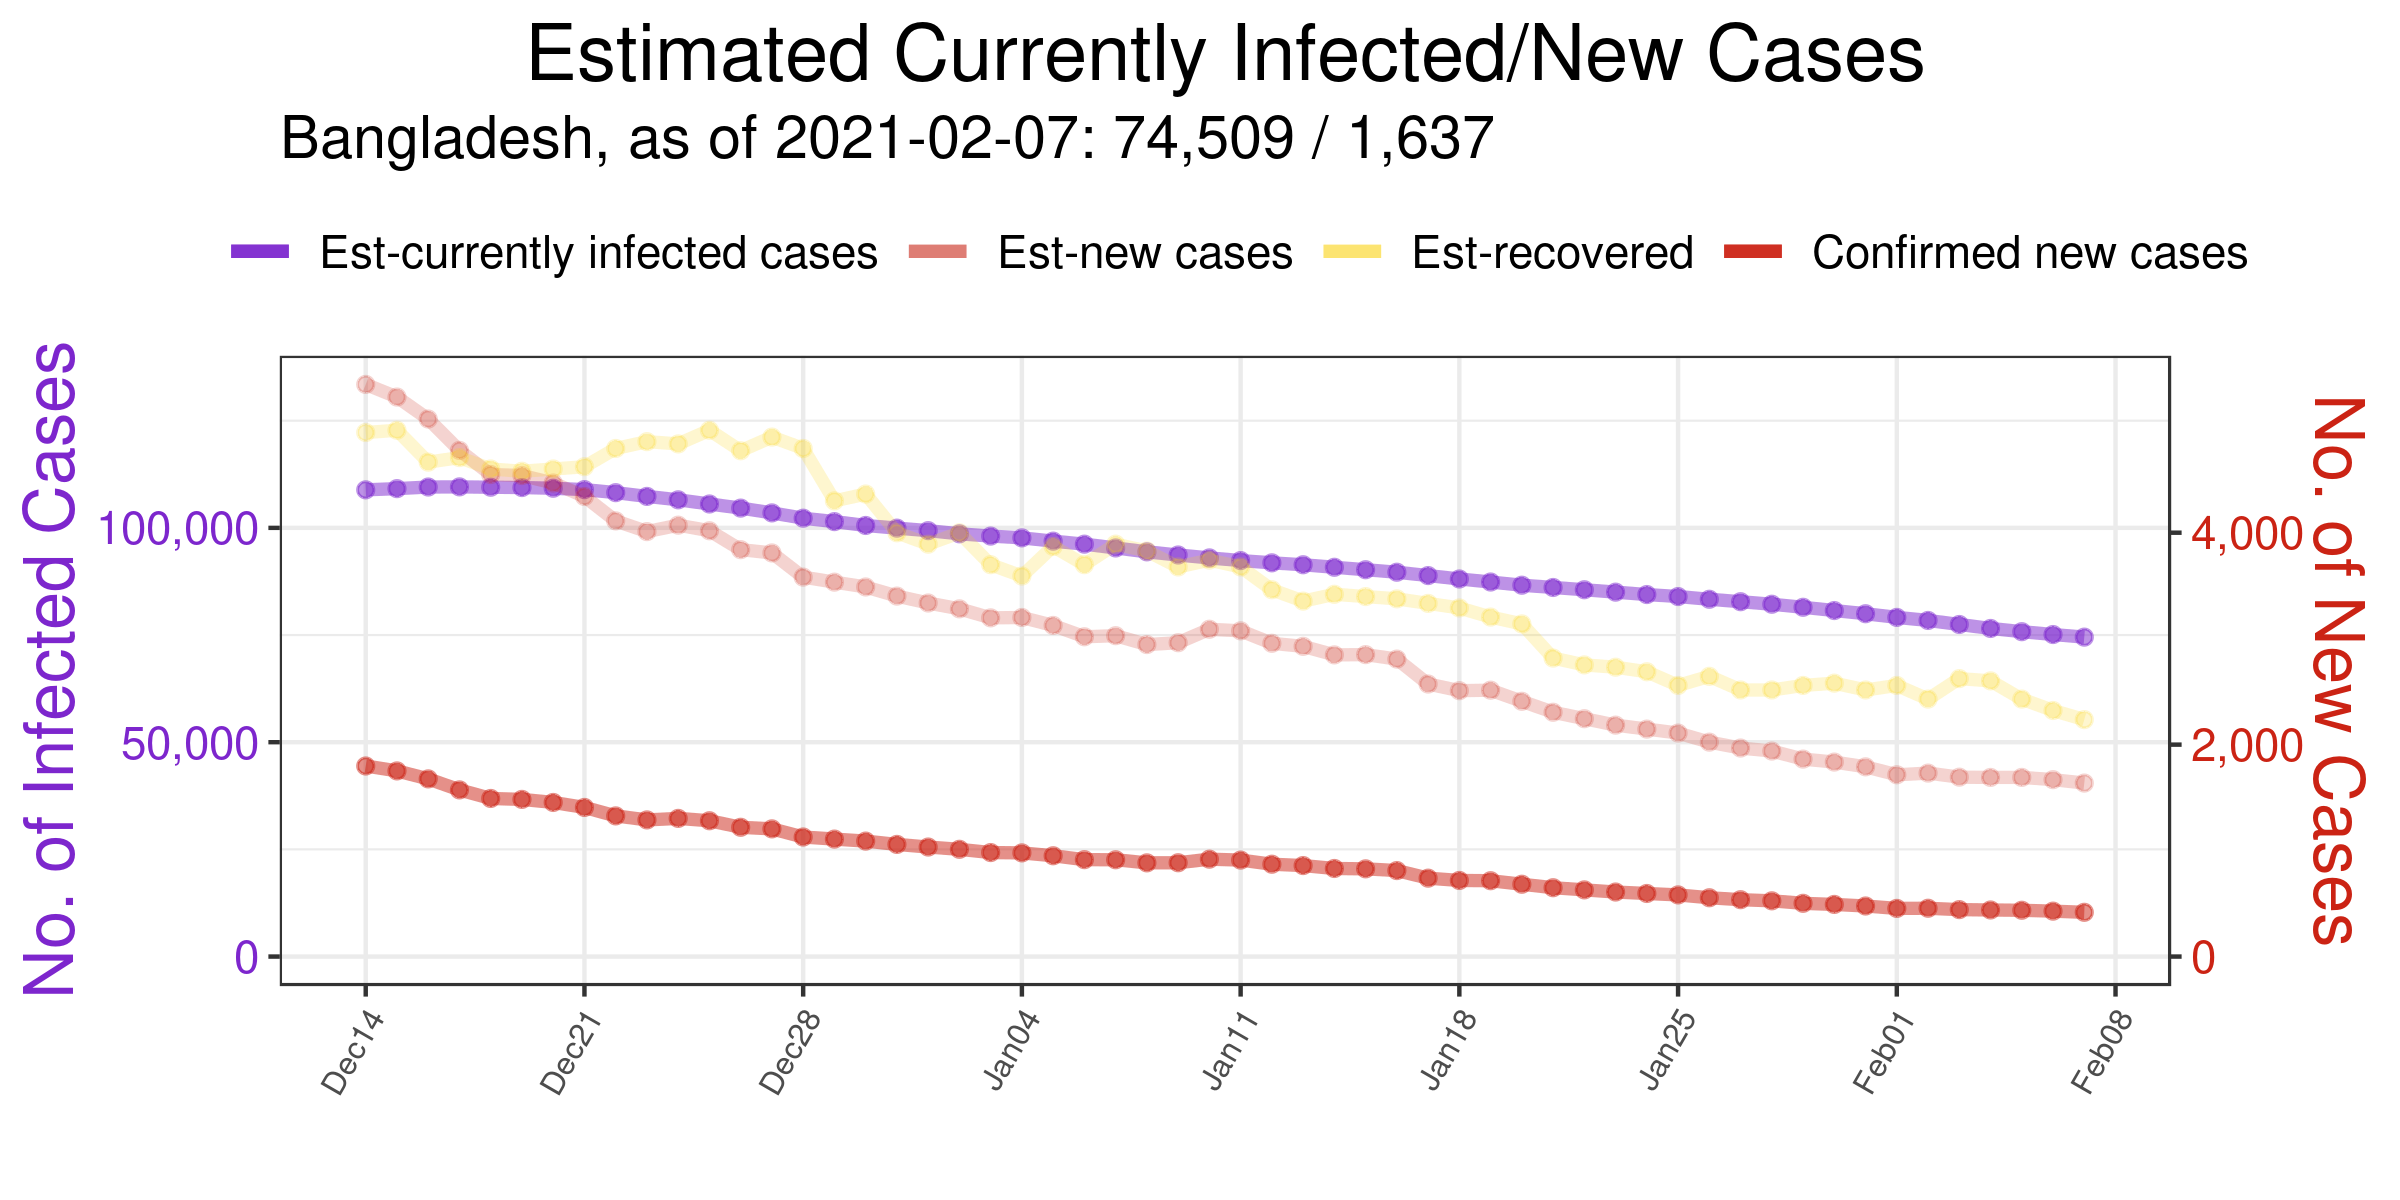 Estimated Currently Infected/New Cases
Bangladesh, as of 2021-02-07: 74,509 / 1,637
Est-currently infected cases Est-new cases Est-recovered Confirmed new cases
No. of Infected Cases
100,000
50,000
0
4,000
2,000
0
No. of New Cases
Dec14 Dec21 Dec28 Jan04 Jan11 Jan18 Jan25 Feb01 Feb08